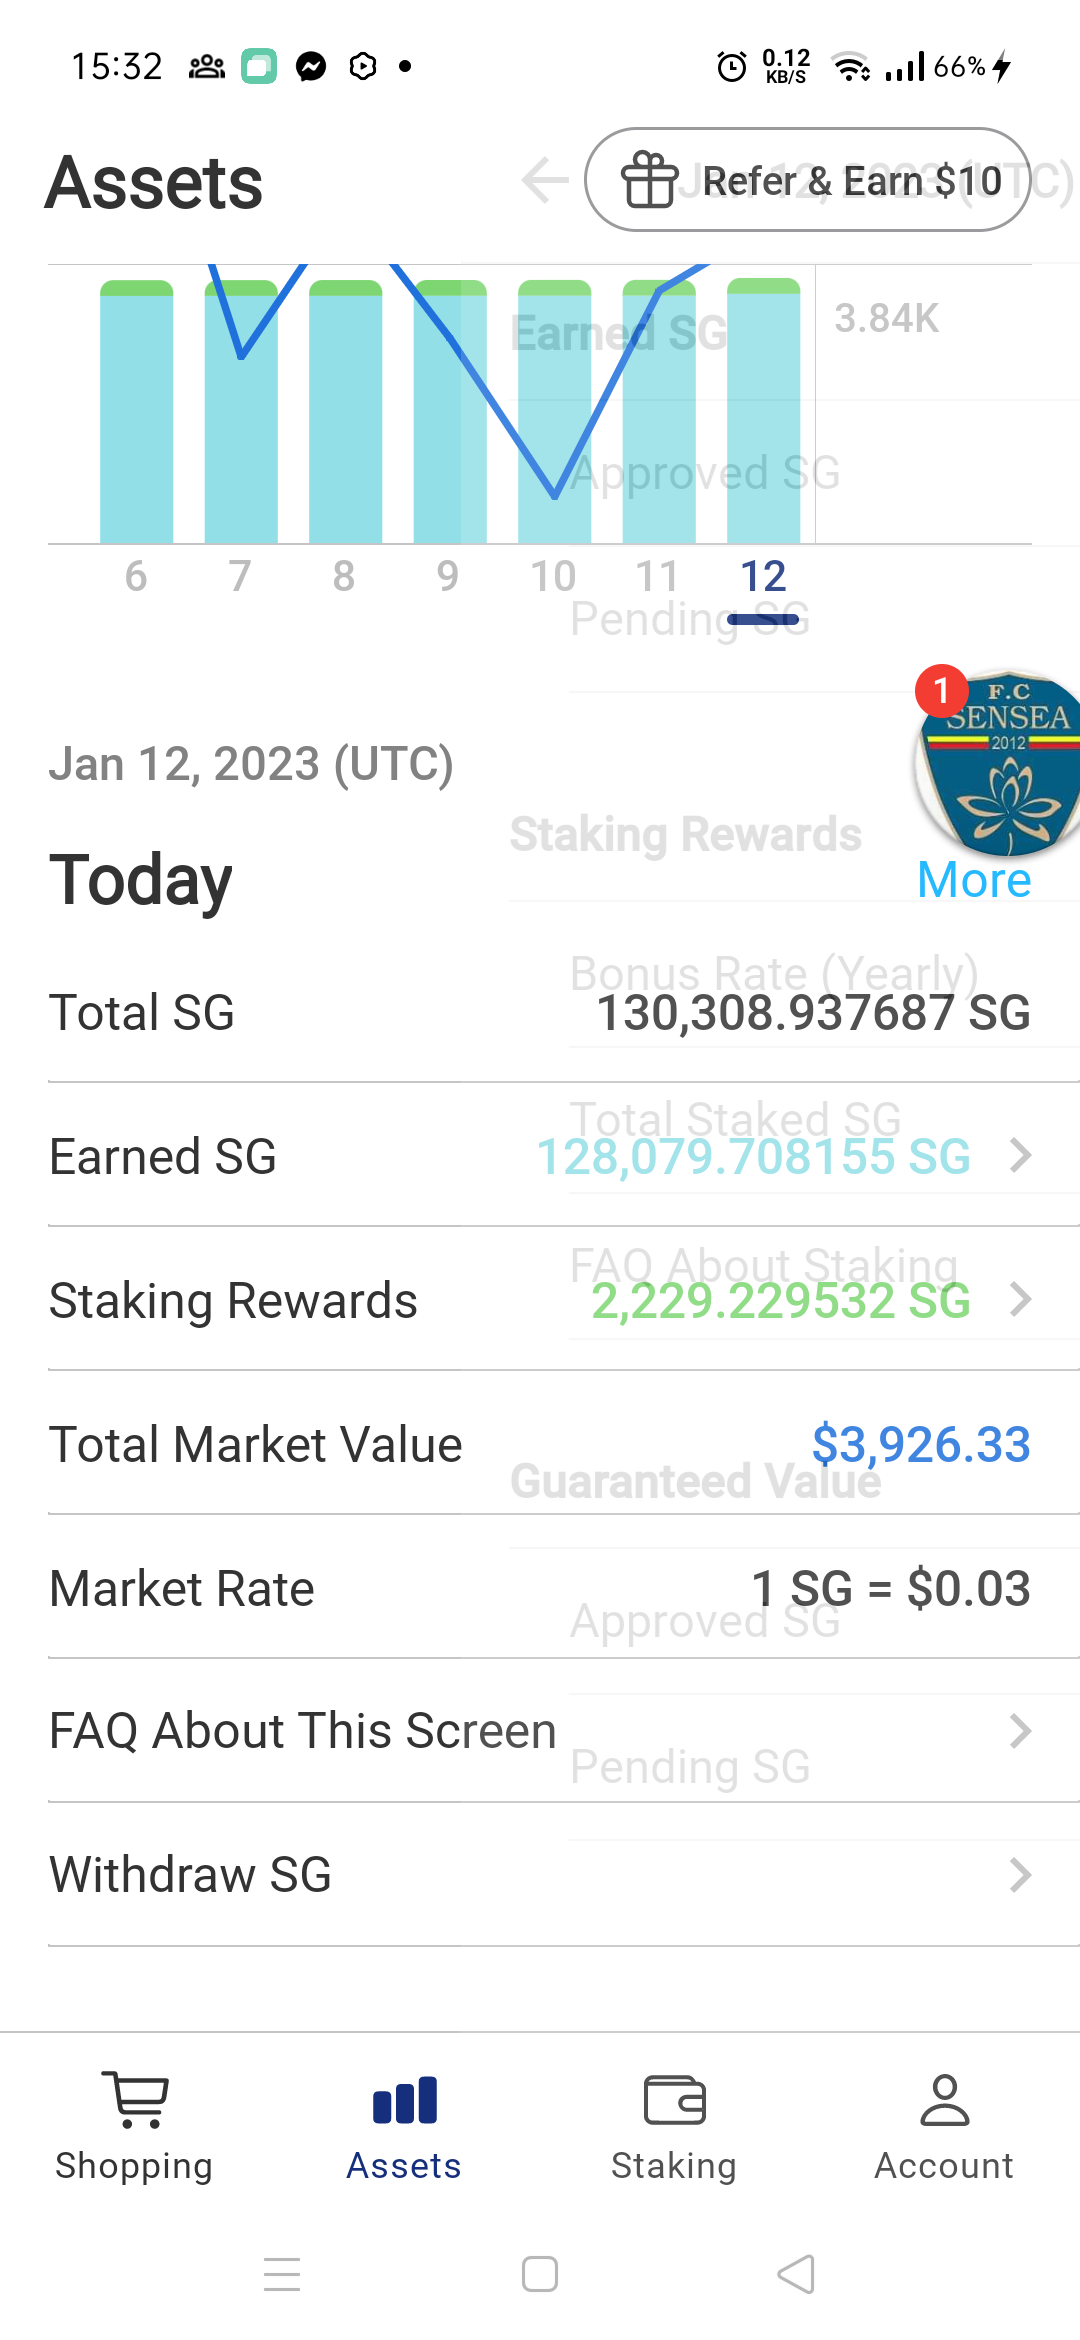 15:32
0.12
KB/S
66%
Assets
Refer & Earn $10
Jan 12, 2023 (UTC)
3.84K
Earned SG
Approved SG
6 7 8 9 10 11 12
Pending SG
1
F.C
SENSEA
2012
Jan 12, 2023 (UTC)
Staking Rewards
Today
More
Bonus Rate (Yearly)
Total SG 130,308.937687 SG
Total Staked SG
Earned SG 128,079.708155 SG
FAQ About Staking
Staking Rewards 2,229.229532 SG
Total Market Value $3,926.33
Guaranteed Value
Market Rate 1 SG = $0.03
Approved SG
FAQ About This Screen
Pending SG
Withdraw SG
Shopping Assets Staking Account